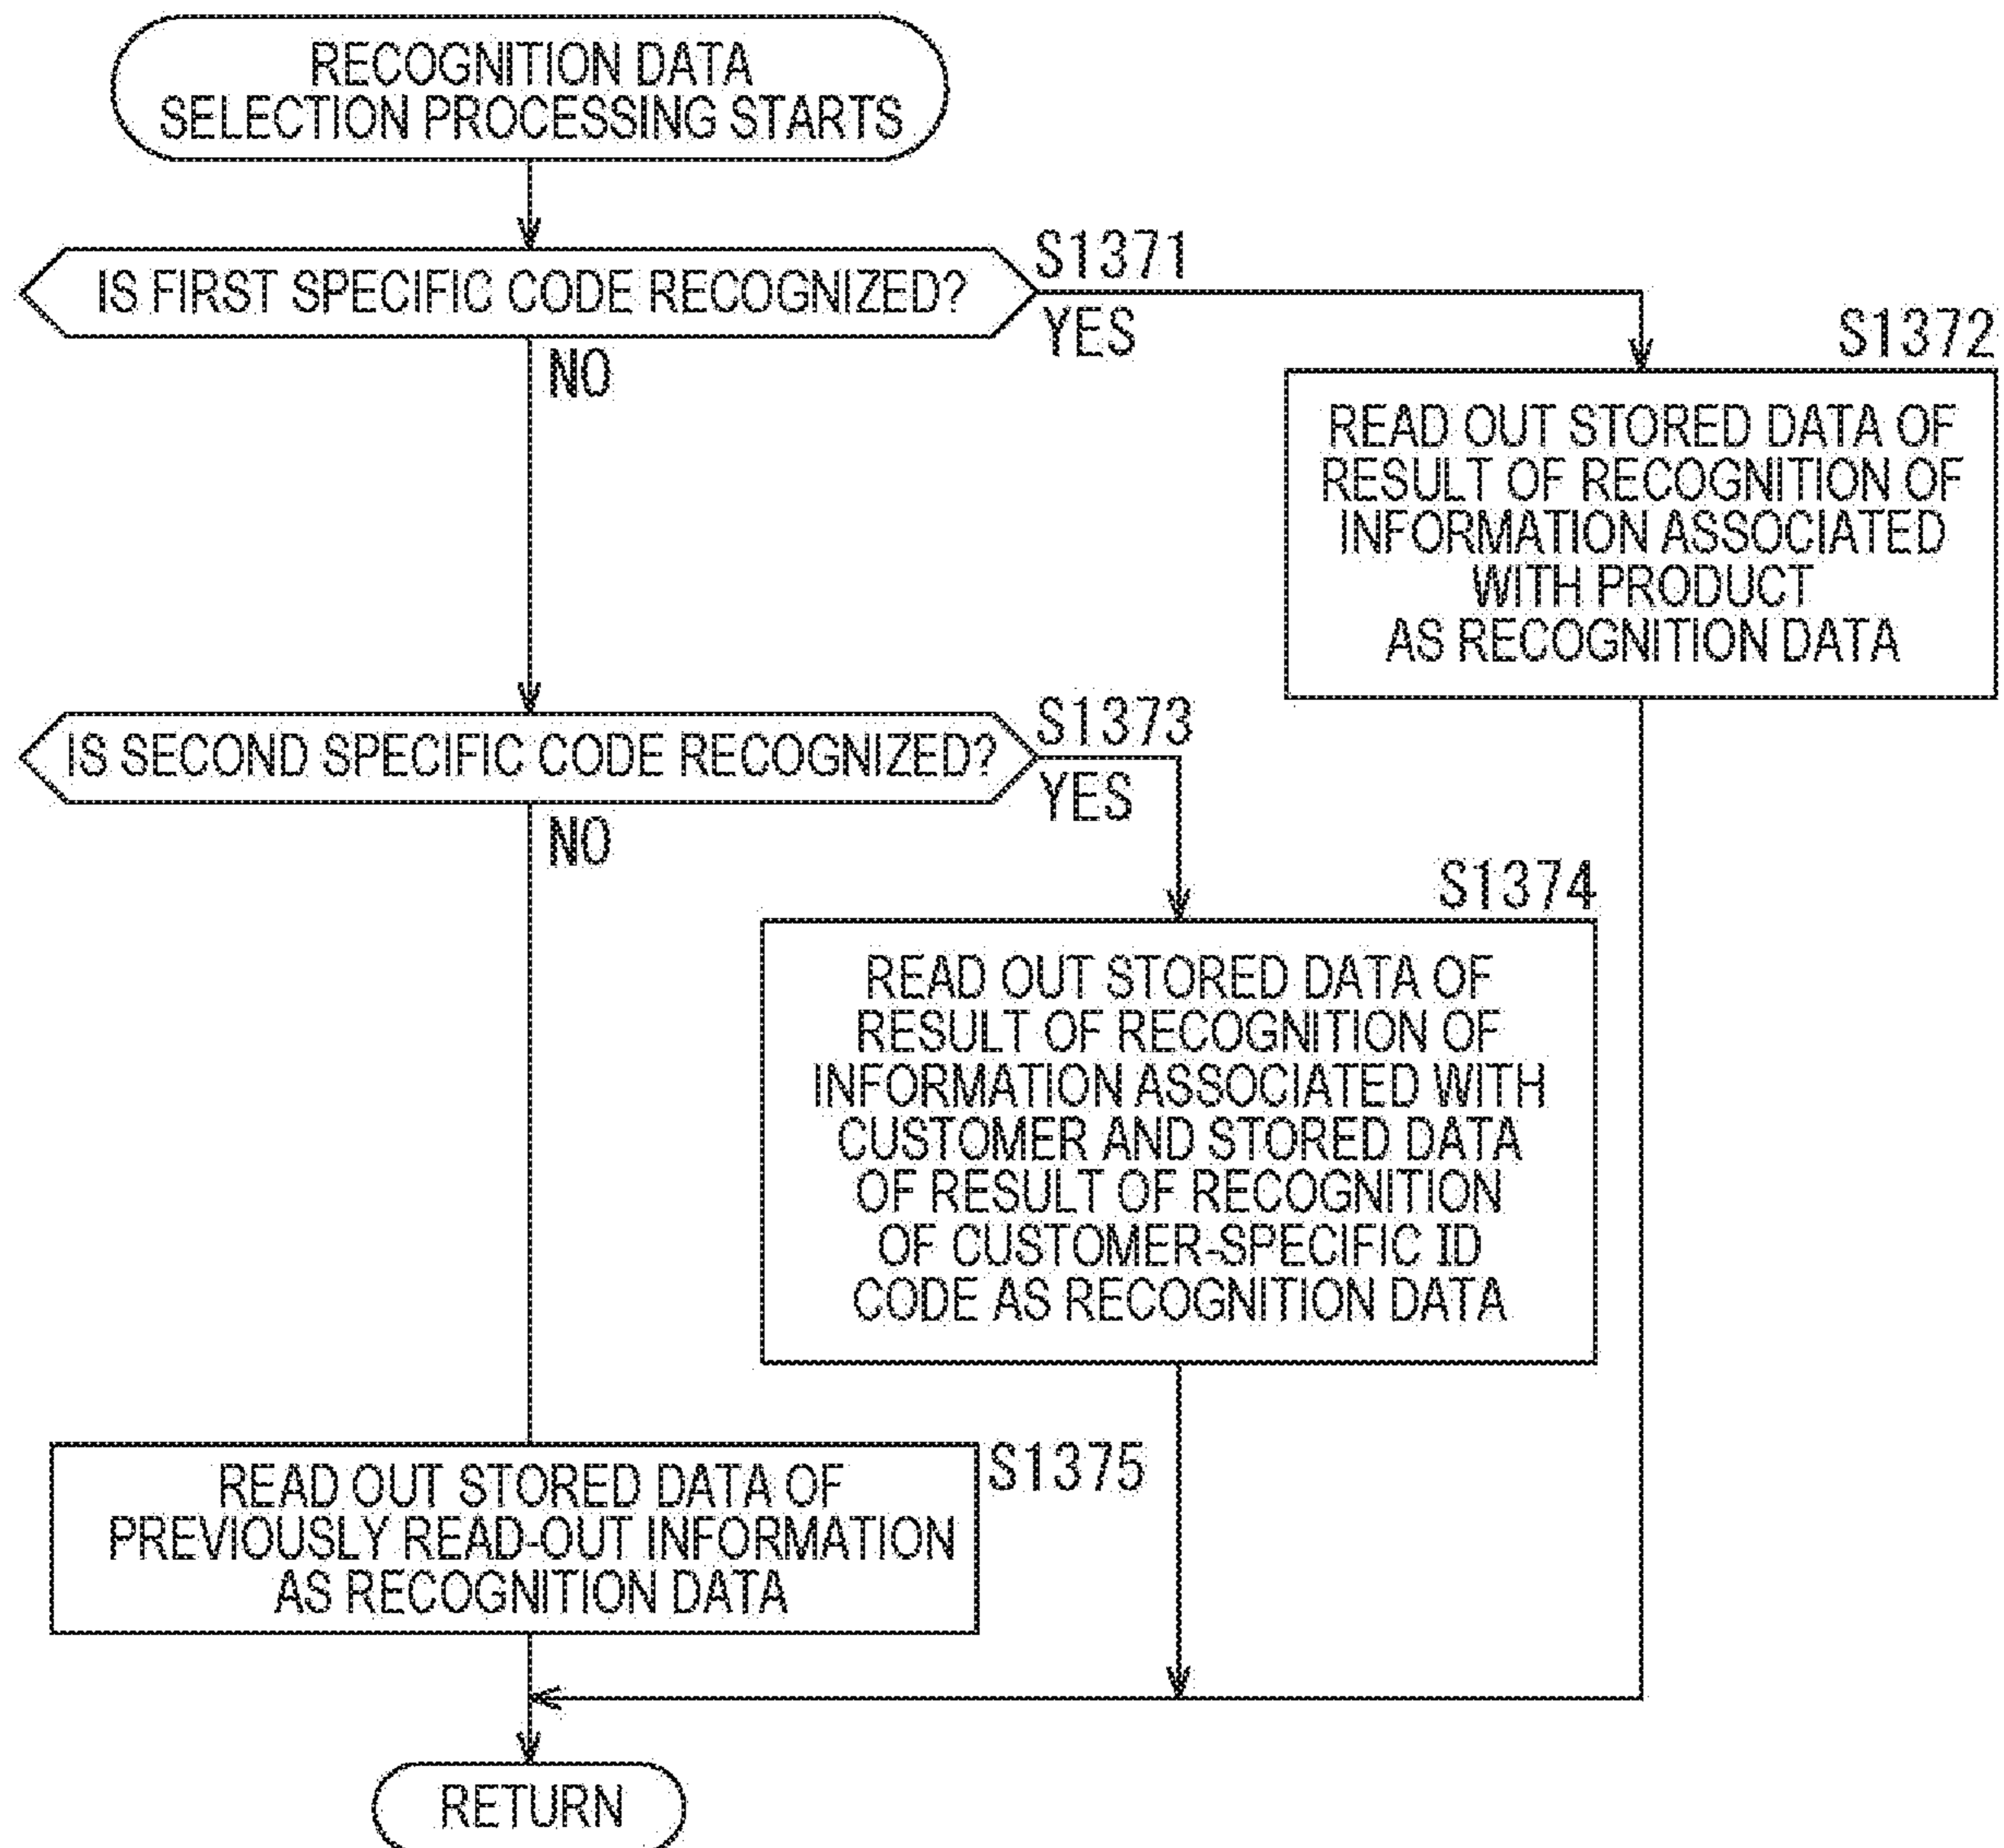 RECOGNITION DATA
SELECTION PROCESSING STARTS
IS FIRST SPECIFIC CODE RECOGNIZED?
S1371
YES
NO
S1372
READ OUT STORED DATA OF
RESULT OF RECOGNITION OF
INFORMATION ASSOCIATED
WITH PRODUCT
AS RECOGNITION DATA
IS SECOND SPECIFIC CODE RECOGNIZED?
S1373
YES
NO
S1374
READ OUT STORED DATA OF
RESULT OF RECOGNITION OF
INFORMATION ASSOCIATED WITH
CUSTOMER AND STORED DATA
OF RESULT OF RECOGNITION
OF CUSTOMER-SPECIFIC ID
CODE AS RECOGNITION DATA
S1375
READ OUT STORED DATA OF
PREVIOUSLY READ-OUT INFORMATION
AS RECOGNITION DATA
RETURN